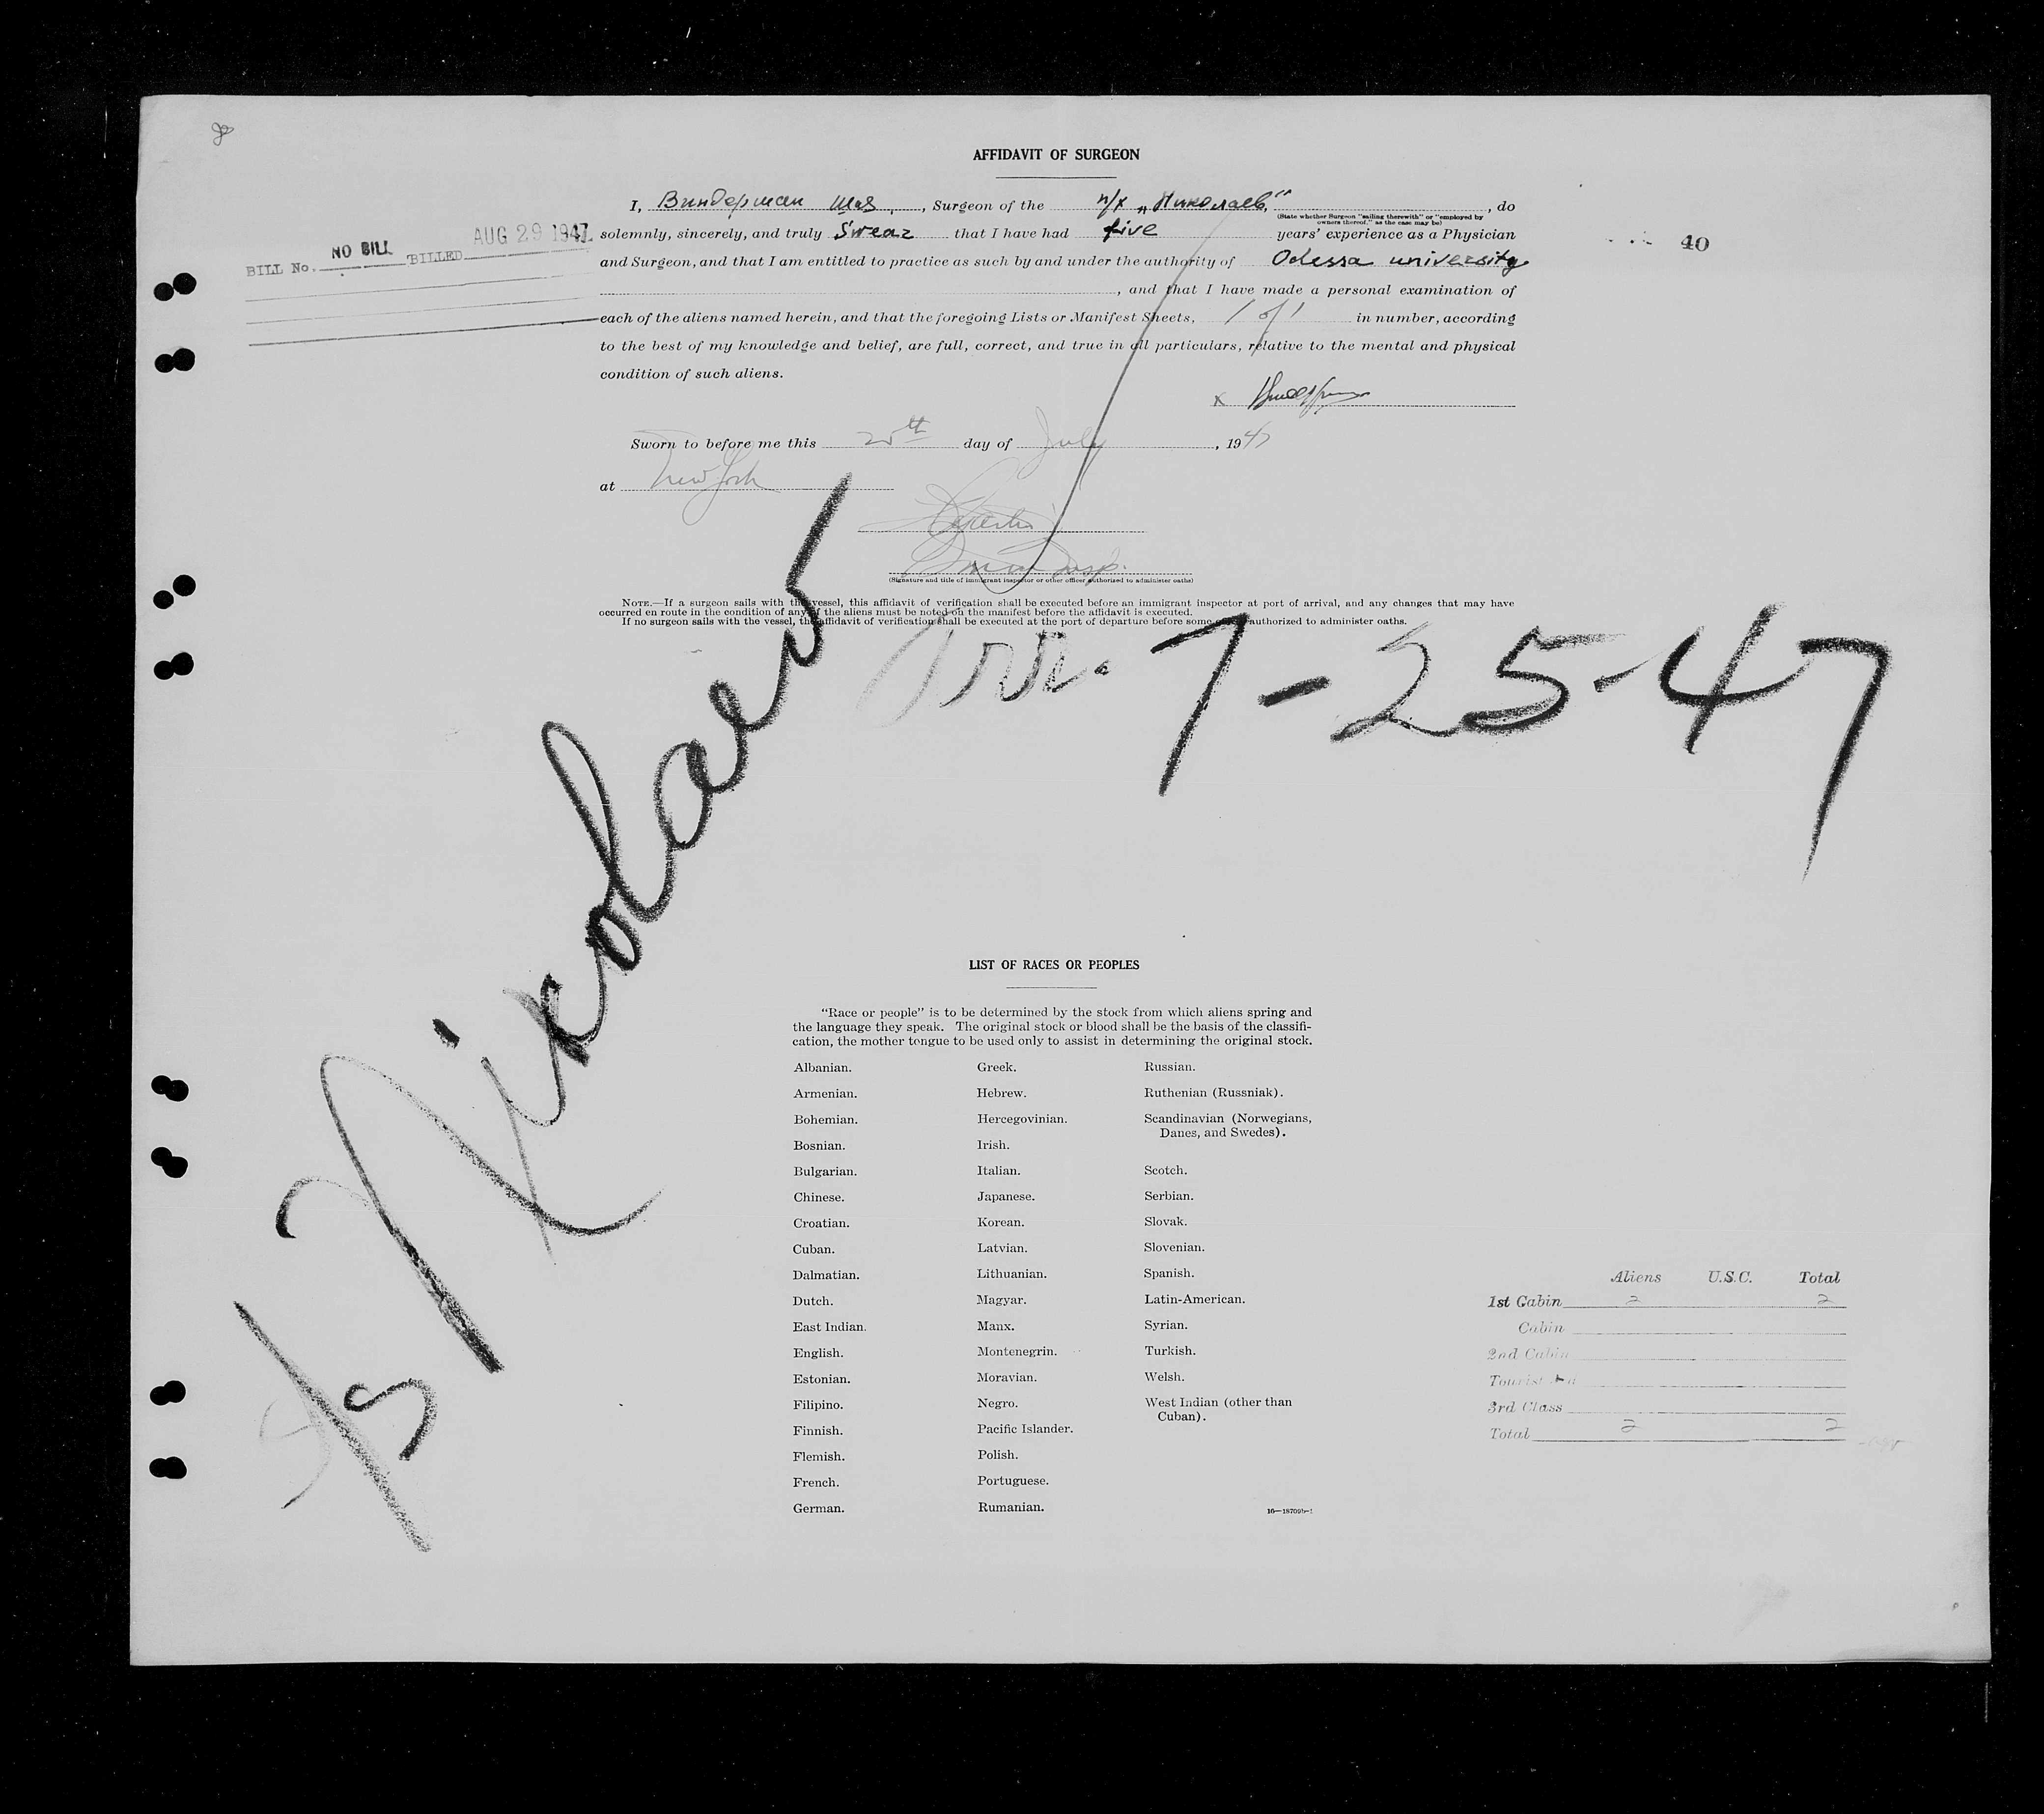 AFFIDAVIT OF SURGEON
I, Виндерман, Surgeon of the п/х „Николаев“, do
(State whether Surgeon "sailing therewith" or "employed by owners thereof," as the case may be)
solemnly, sincerely, and truly swear that I have had five years' experience as a Physician
and Surgeon, and that I am entitled to practice as such by and under the authority of Odessa university
, and that I have made a personal examination of
each of the aliens named herein, and that the foregoing Lists or Manifest Sheets, 1 of 1 in number, according
to the best of my knowledge and belief, are full, correct, and true in all particulars, relative to the mental and physical
condition of such aliens.
x
Sworn to before me this 25th day of July, 1947
at New York
Imm Insp.
(Signature and title of immigrant inspector or other officer authorized to administer oaths)
NOTE.—If a surgeon sails with the vessel, this affidavit of verification shall be executed before an immigrant inspector at port of arrival, and any changes that may have
occurred en route in the condition of any of the aliens must be noted on the manifest before the affidavit is executed.
If no surgeon sails with the vessel, the affidavit of verification shall be executed at the port of departure before some authorized to administer oaths.
BILL No. NO BILL BILLED AUG 29 1947
40
Arr. 7-25-47
S/S Nikolaev
LIST OF RACES OR PEOPLES
"Race or people" is to be determined by the stock from which aliens spring and
the language they speak. The original stock or blood shall be the basis of the classifi-
cation, the mother tongue to be used only to assist in determining the original stock.
Albanian.
Armenian.
Bohemian.
Bosnian.
Bulgarian.
Chinese.
Croatian.
Cuban.
Dalmatian.
Dutch.
East Indian.
English.
Estonian.
Filipino.
Finnish.
Flemish.
French.
German.
Greek.
Hebrew.
Hercegovinian.
Irish.
Italian.
Japanese.
Korean.
Latvian.
Lithuanian.
Magyar.
Manx.
Montenegrin.
Moravian.
Negro.
Pacific Islander.
Polish.
Portuguese.
Rumanian.
Russian.
Ruthenian (Russniak).
Scandinavian (Norwegians,
Danes, and Swedes).
Scotch.
Serbian.
Slovak.
Slovenian.
Spanish.
Latin-American.
Syrian.
Turkish.
Welsh.
West Indian (other than
Cuban).
16—18709b-1
Aliens U.S.C. Total
1st Cabin 2 2
Cabin
2nd Cabin
Tourist
3rd Class
Total 2 2